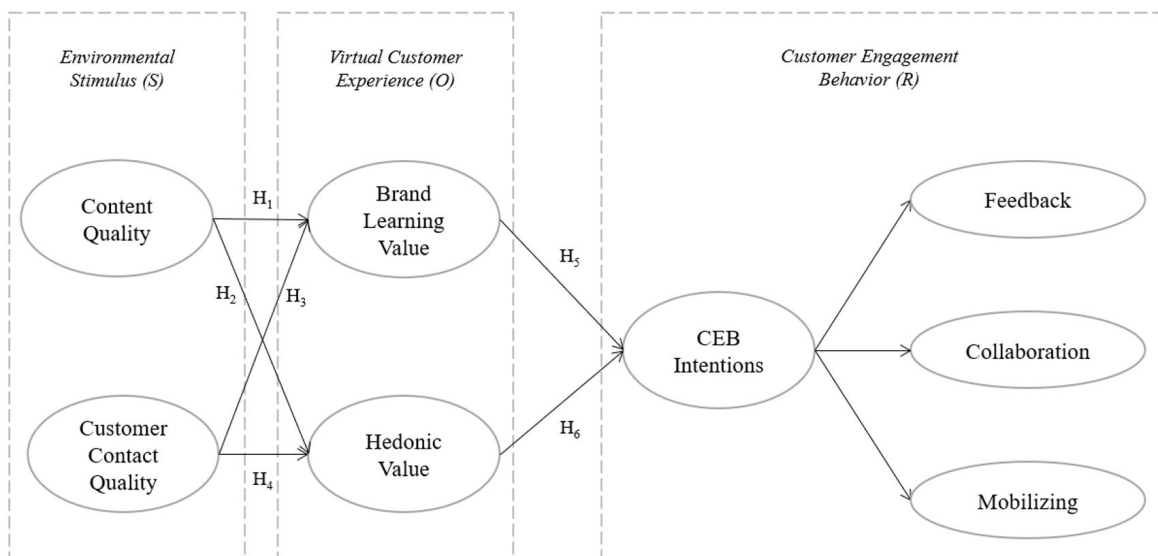 Environmental
Stimulus (S)
Virtual Customer
Experience (O)
Customer Engagement
Behavior (R)
Content
Quality
H₁
Brand
Learning
Value
Feedback
H₂
H₃
H₅
CEB
Intentions
Collaboration
Customer
Contact
Quality
H₄
Hedonic
Value
H₆
Mobilizing